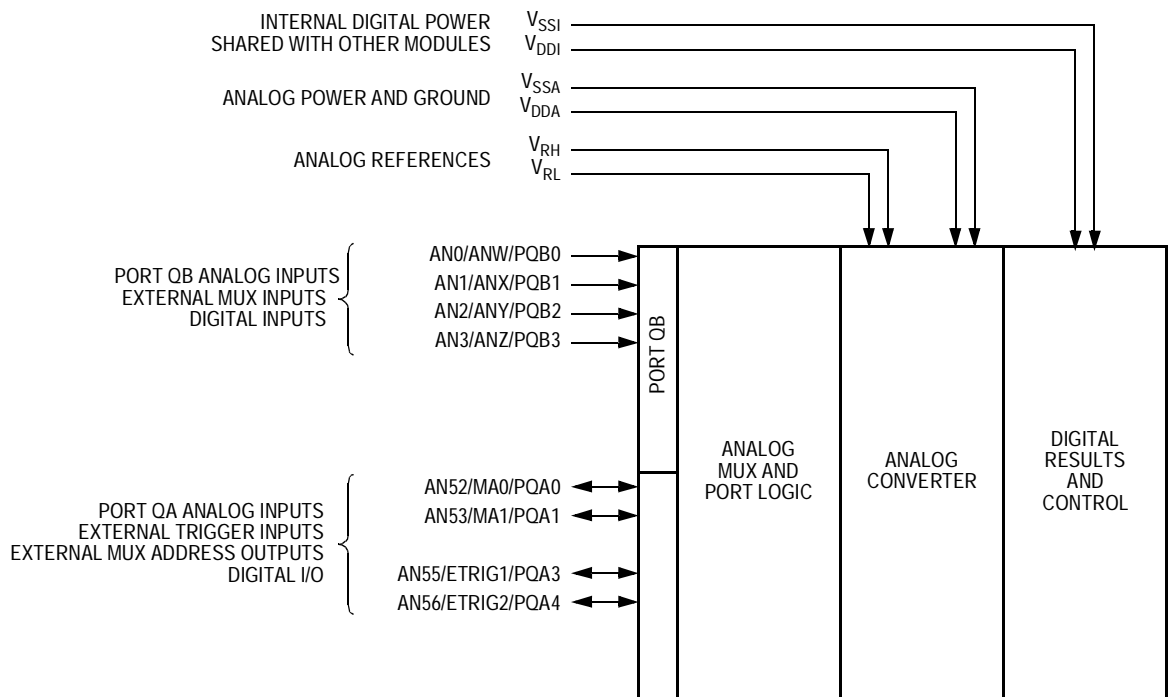 INTERNAL DIGITAL POWER
SHARED WITH OTHER MODULES
VSSI
VDDI
ANALOG POWER AND GROUND
VSSA
VDDA
ANALOG REFERENCES
VRH
VRL
PORT QB ANALOG INPUTS
EXTERNAL MUX INPUTS
DIGITAL INPUTS
AN0/ANW/PQB0
AN1/ANX/PQB1
AN2/ANY/PQB2
AN3/ANZ/PQB3
PORT QB
PORT QA ANALOG INPUTS
EXTERNAL TRIGGER INPUTS
EXTERNAL MUX ADDRESS OUTPUTS
DIGITAL I/O
AN52/MA0/PQA0
AN53/MA1/PQA1
AN55/ETRIG1/PQA3
AN56/ETRIG2/PQA4
ANALOG
MUX AND
PORT LOGIC
ANALOG
CONVERTER
DIGITAL
RESULTS
AND
CONTROL